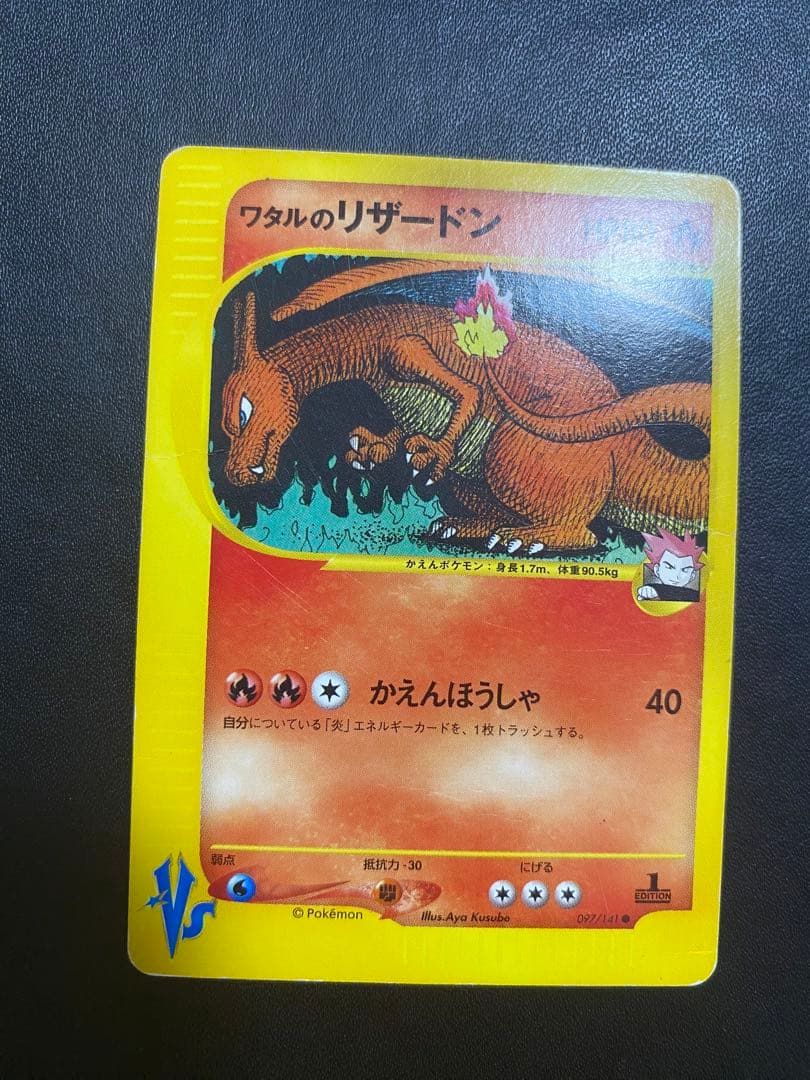 ワタルのリザードン
かえんポケモン：身長1.7m、体重90.5kg
かえんほうしゃ 40
自分についている「炎」エネルギーカードを、1枚トラッシュする。
弱点 抵抗力-30 にげる
VS
© Pokémon Illus.Aya Kusube 097/141 ●
1 EDITION